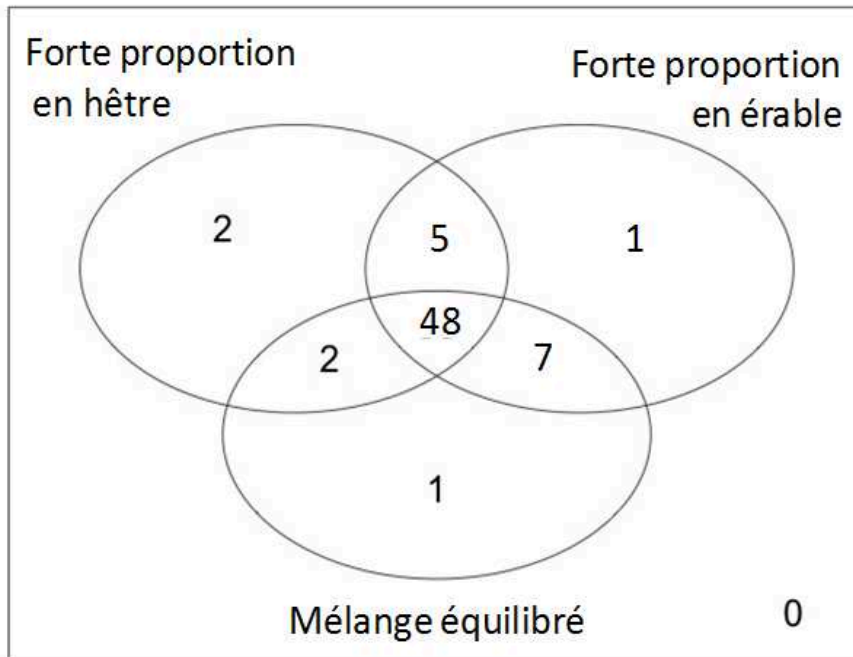 Forte proportion
en hêtre
Forte proportion
en érable
2
5
1
48
2
7
1
Mélange équilibré
0